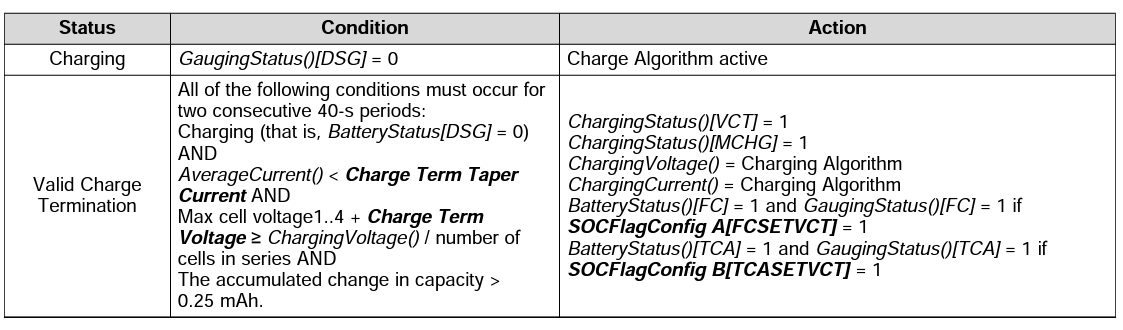 Status
Condition
Action
Charging
GaugingStatus()[DSG] = 0
Charge Algorithm active
Valid Charge
Termination
All of the following conditions must occur for
two consecutive 40-s periods:
Charging (that is, BatteryStatus[DSG] = 0)
AND
AverageCurrent() < Charge Term Taper
Current AND
Max cell voltage1..4 + Charge Term
Voltage ≥ ChargingVoltage() / number of
cells in series AND
The accumulated change in capacity >
0.25 mAh.
ChargingStatus()[VCT] = 1
ChargingStatus()[MCHG] = 1
ChargingVoltage() = Charging Algorithm
ChargingCurrent() = Charging Algorithm
BatteryStatus()[FC] = 1 and GaugingStatus()[FC] = 1 if
SOCFlagConfig A[FCSETVCT] = 1
BatteryStatus()[TCA] = 1 and GaugingStatus()[TCA] = 1 if
SOCFlagConfig B[TCASETVCT] = 1